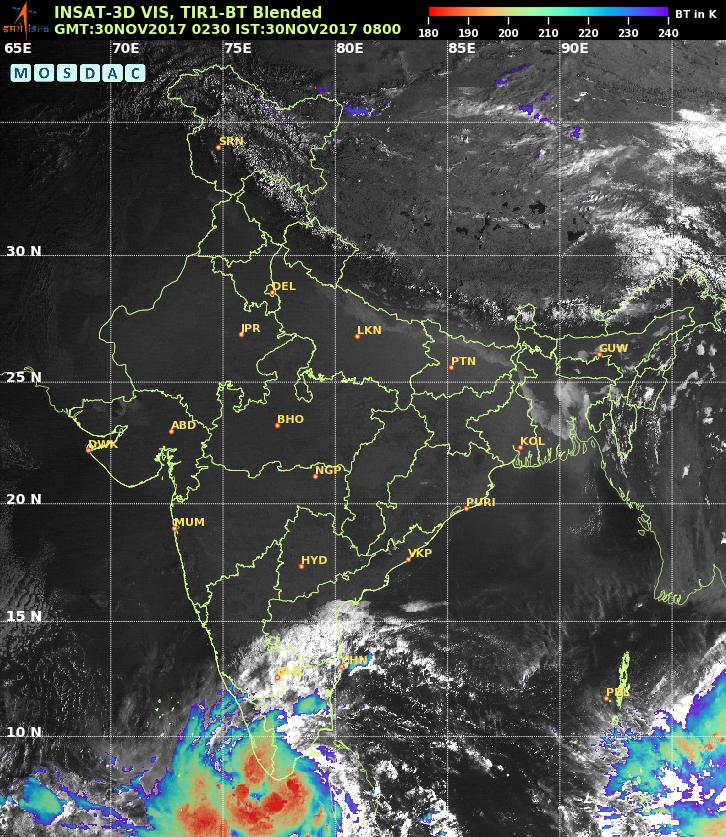 INSAT-3D VIS, TIR1-BT Blended
GMT:30NOV2017 0230 IST:30NOV2017 0800
BT in K
180 190 200 210 220 230 240
65E 70E 75E 80E 85E 90E
MOSDAC
SRN
30 N
DEL
JPR
LKN
GUW
PTN
25 N
BHO
ABD
KOL
DWK
NGP
20 N
PURI
MUM
VKP
HYD
15 N
10 N